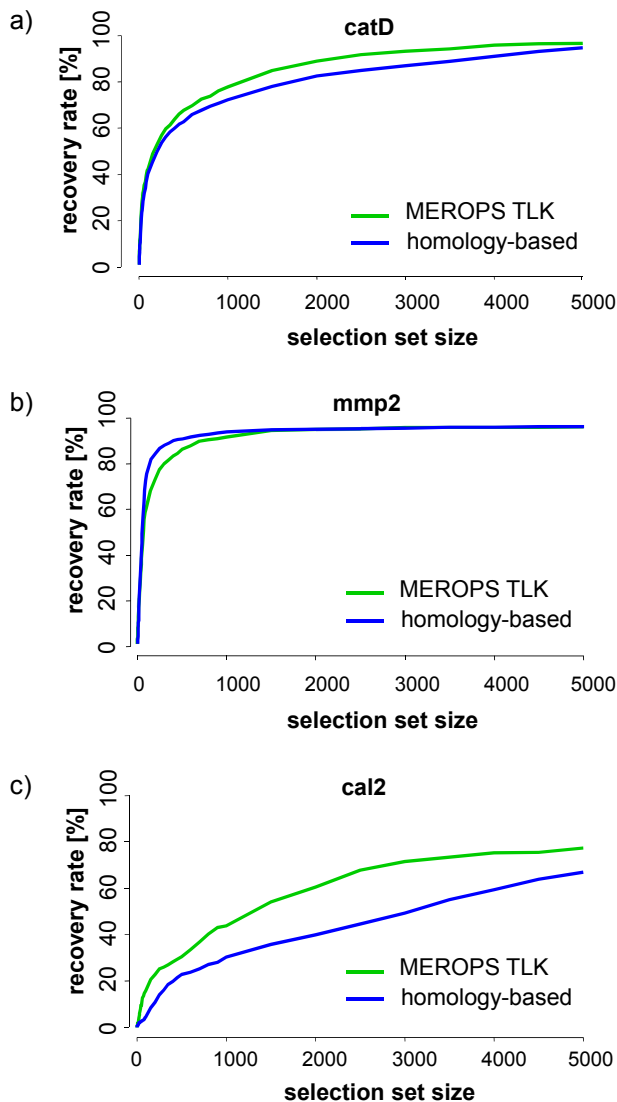 a)
catD
recovery rate [%]
0 20 40 60 80 100
MEROPS TLK
homology-based
0 1000 2000 3000 4000 5000
selection set size
b)
mmp2
recovery rate [%]
0 20 40 60 80 100
MEROPS TLK
homology-based
0 1000 2000 3000 4000 5000
selection set size
c)
cal2
recovery rate [%]
0 20 40 60 80 100
MEROPS TLK
homology-based
0 1000 2000 3000 4000 5000
selection set size